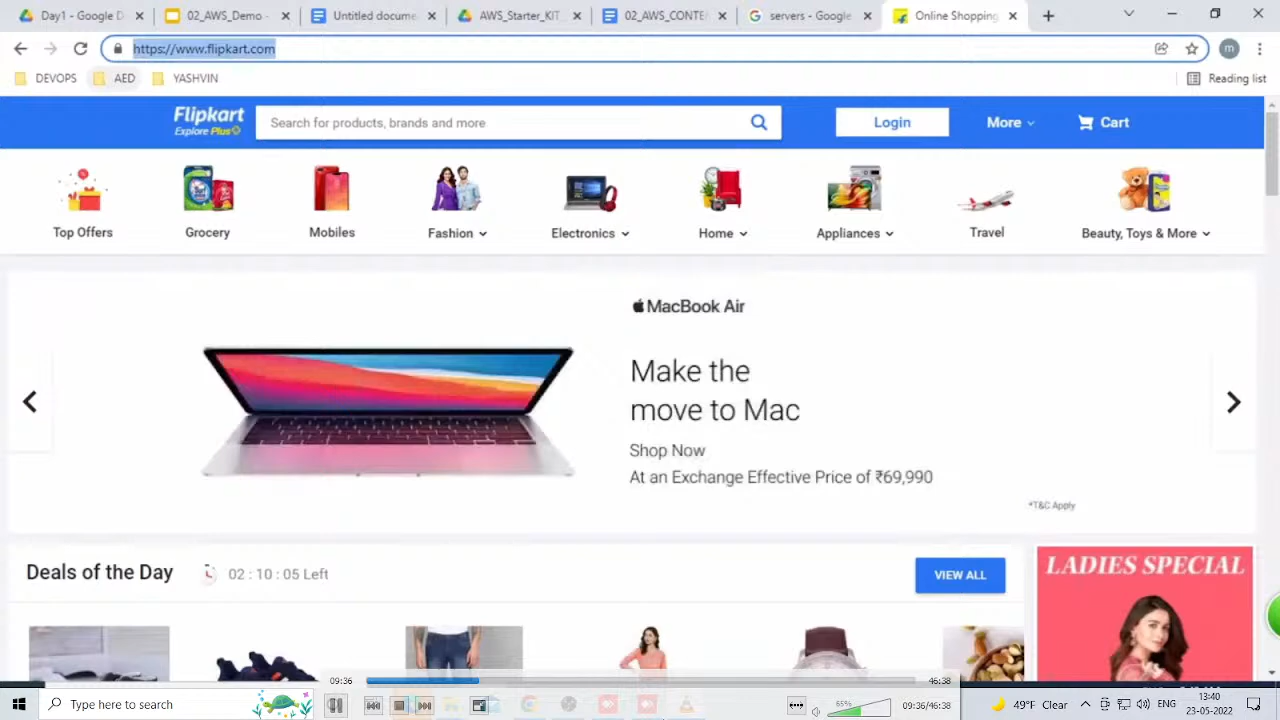 Day1 - Google D
02_AWS_Demo -
Untitled docume
AWS_Starter_KIT
02_AWS_CONTE
servers - Google
Online Shopping
https://www.flipkart.com
m
DEVOPS
AED
YASHVIN
Reading list
Flipkart
Explore Plus
Search for products, brands and more
Login
More
Cart
Top Offers
Grocery
Mobiles
Fashion
Electronics
Home
Appliances
Travel
Beauty, Toys & More
MacBook Air
Make the
move to Mac
Shop Now
At an Exchange Effective Price of ₹69,990
*T&C Apply
Deals of the Day
02 : 10 : 05 Left
VIEW ALL
LADIES SPECIAL
09:36
46:38
Type here to search
65%
09:36/46:38
49°F Clear
ENG
13:40
23-05-2022